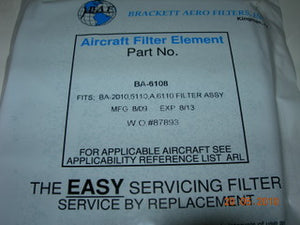 BRACKETT AERO FILTERS,
Aircraft Filter Element
Part No.
BA-6108
FITS: BA-2010,5110,A,6110 FILTER ASSY
MFG 8/09 EXP 8/13
W.O.#87893
FOR APPLICABLE AIRCRAFT SEE
APPLICABILITY REFERENCE LIST ARL
THE EASY SERVICING FILTER
SERVICE BY REPLACEMENT